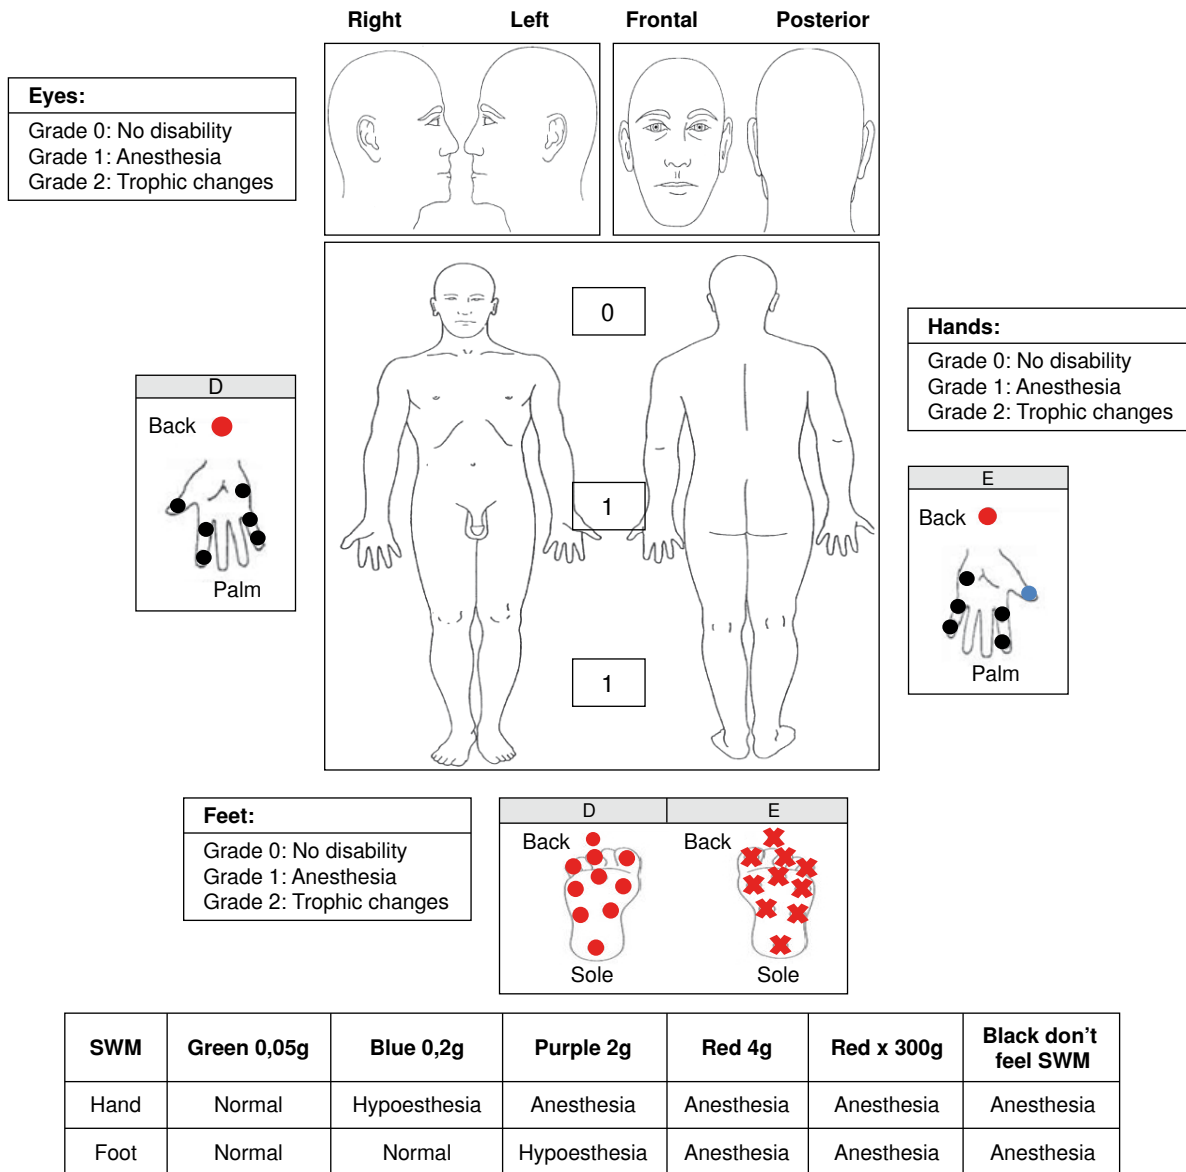 Right Left Frontal Posterior
Eyes:
Grade 0: No disability
Grade 1: Anesthesia
Grade 2: Trophic changes
0
Hands:
Grade 0: No disability
Grade 1: Anesthesia
Grade 2: Trophic changes
D
Back
Palm
1
E
Back
Palm
1
Feet:
Grade 0: No disability
Grade 1: Anesthesia
Grade 2: Trophic changes
D E
Back Back
Sole Sole
SWM Green 0,05g Blue 0,2g Purple 2g Red 4g Red x 300g Black don't
feel SWM
Hand Normal Hypoesthesia Anesthesia Anesthesia Anesthesia Anesthesia
Foot Normal Normal Hypoesthesia Anesthesia Anesthesia Anesthesia